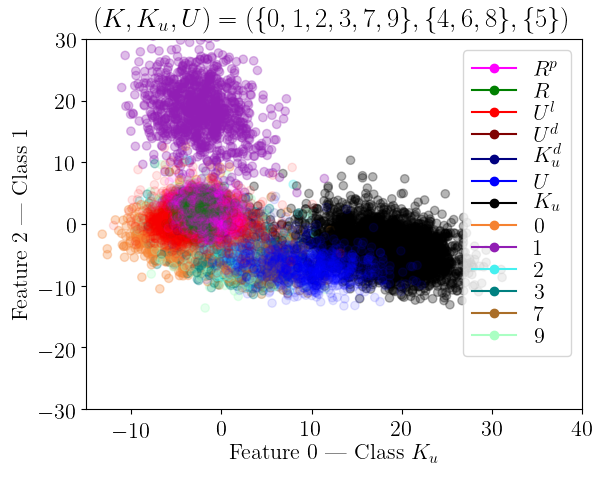 (K, K_u, U) = ({0, 1, 2, 3, 7, 9}, {4, 6, 8}, {5})
30
20
10
0
−10
−20
−30
Feature 2 — Class 1
−10 0 10 20 30 40
Feature 0 — Class K_u
R^p
R
U^l
U^d
K_u^d
U
K_u
0
1
2
3
7
9